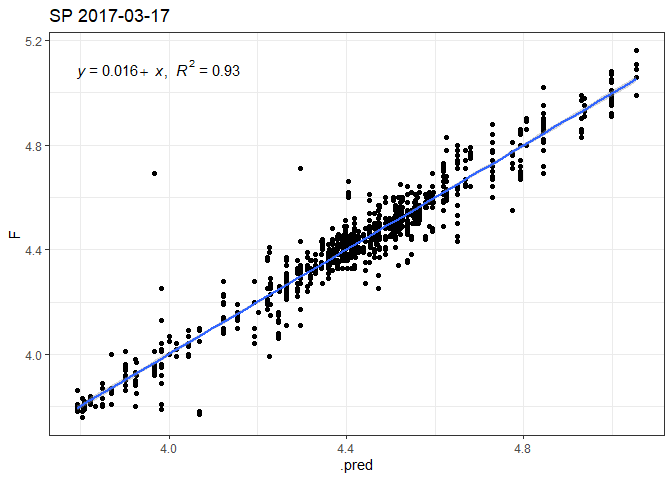 SP 2017-03-17
y = 0.016 + x, R² = 0.93
5.2
4.8
4.4
4.0
F
4.0 4.4 4.8
.pred